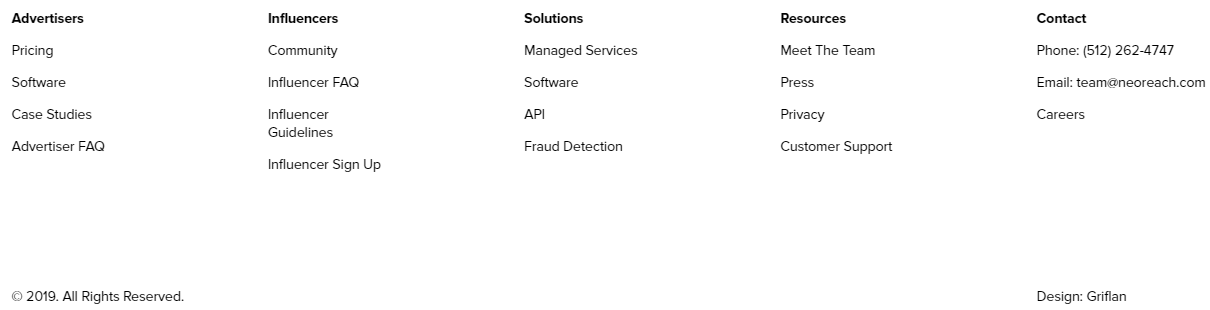 Advertisers
Pricing
Software
Case Studies
Advertiser FAQ
Influencers
Community
Influencer FAQ
Influencer
Guidelines
Influencer Sign Up
Solutions
Managed Services
Software
API
Fraud Detection
Resources
Meet The Team
Press
Privacy
Customer Support
Contact
Phone: (512) 262-4747
Email: team@neoreach.com
Careers
© 2019. All Rights Reserved.
Design: Griflan